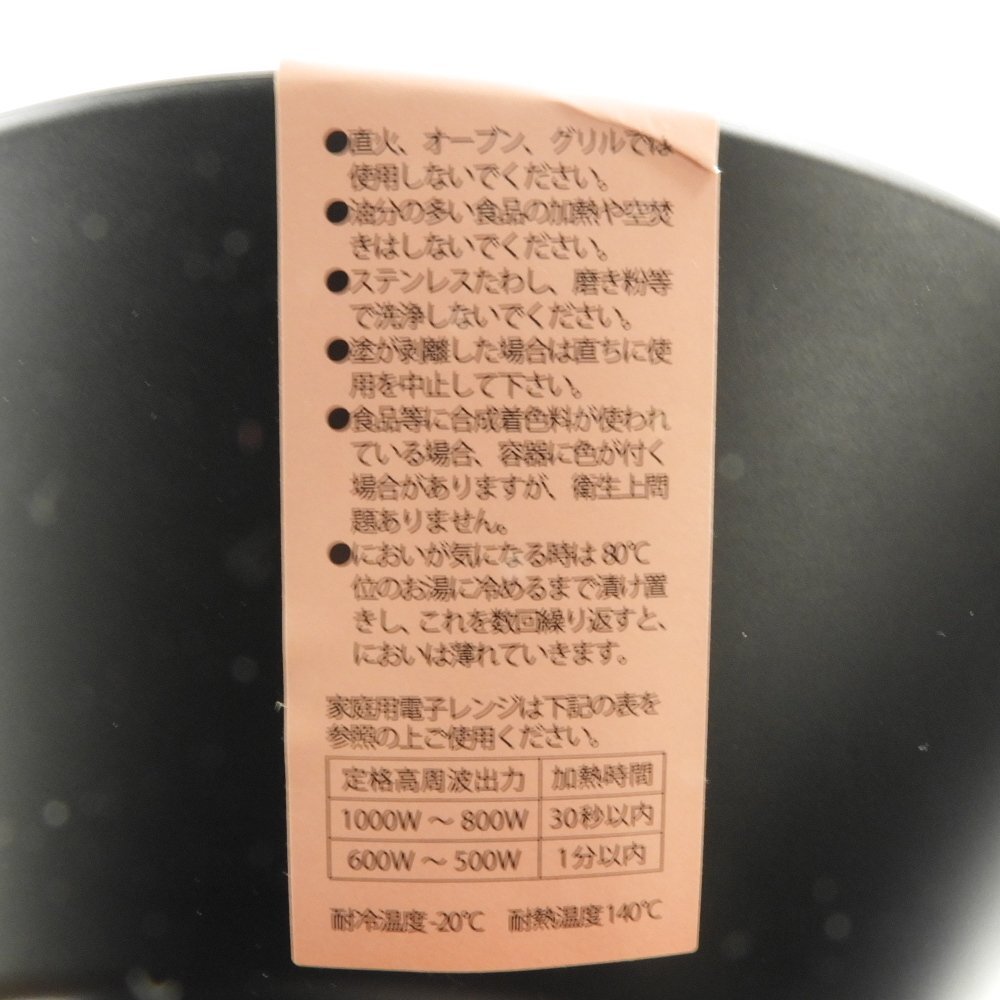 ●直火、オーブン、グリルでは
使用しないでください。
●油分の多い食品の加熱や空焚
きはしないでください。
●ステンレスたわし、磨き粉等
で洗浄しないでください。
●塗が剥離した場合は直ちに使
用を中止して下さい。
●食品等に合成着色料が使われ
ている場合、容器に色が付く
場合がありますが、衛生上問
題ありません。
●においが気になる時は80℃
位のお湯に冷めるまで漬け置
きし、これを数回繰り返すと、
においは薄れていきます。
家庭用電子レンジは下記の表を
参照の上ご使用ください。
定格高周波出力 加熱時間
1000W～800W 30秒以内
600W～500W 1分以内
耐冷温度-20℃ 耐熱温度140℃